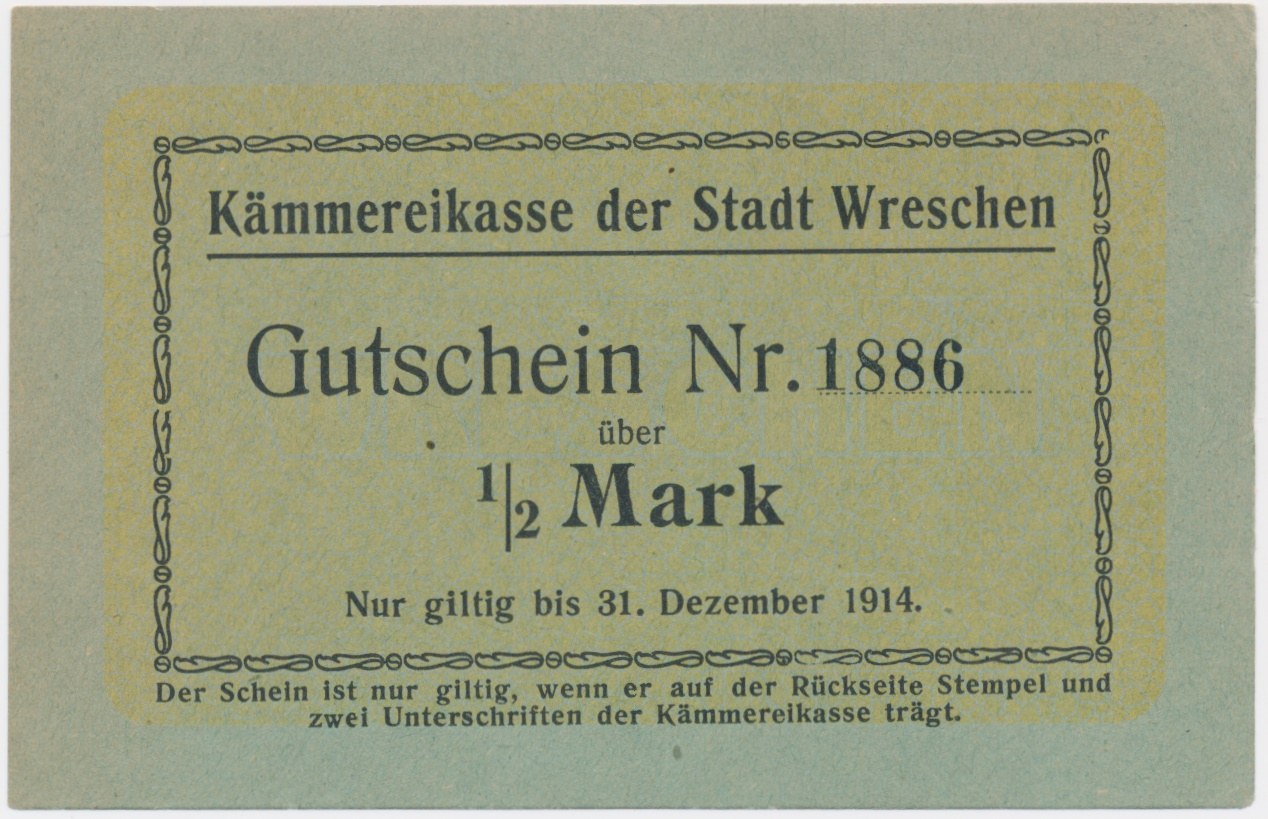 Kämmereikasse der Stadt Wreschen
Gutschein Nr. 1886
über
1/2 Mark
Nur giltig bis 31. Dezember 1914.
Der Schein ist nur giltig, wenn er auf der Rückseite Stempel und
zwei Unterschriften der Kämmereikasse trägt.
WRESCHEN